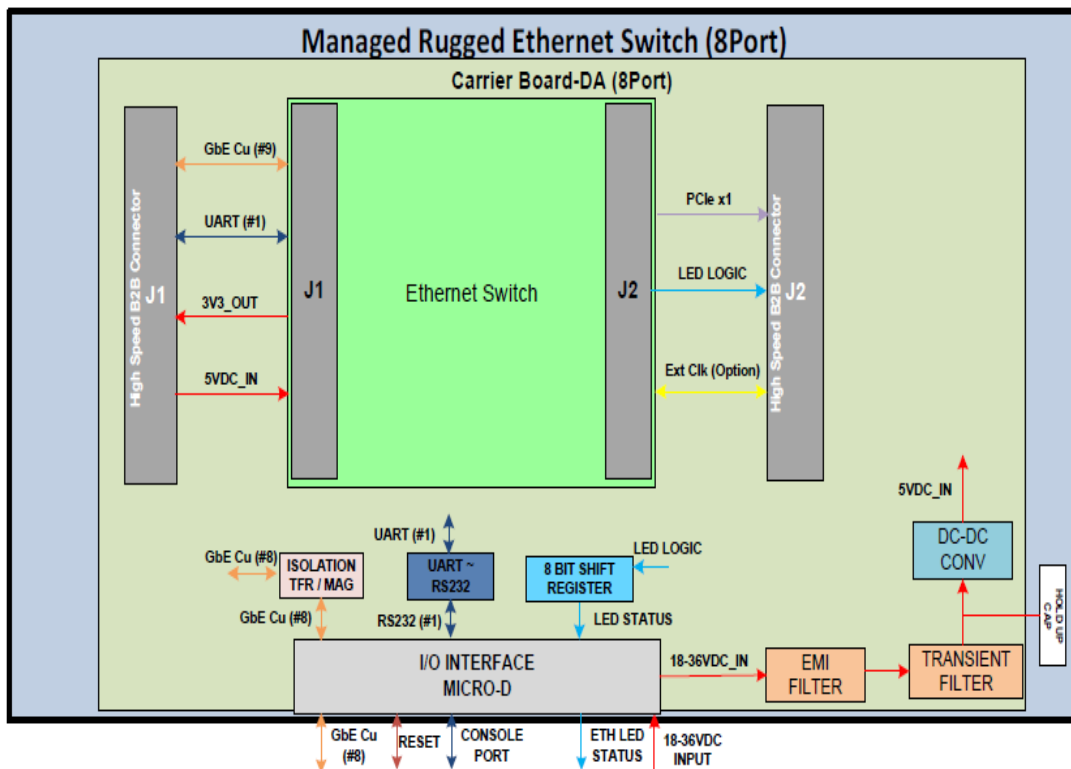 Managed Rugged Ethernet Switch (8Port)
Carrier Board-DA (8Port)
High Speed B2B Connector
J1
GbE Cu (#9)
UART (#1)
3V3_OUT
5VDC_IN
J1
Ethernet Switch
J2
PCIe x1
LED LOGIC
Ext Clk (Option)
High Speed B2B Connector
J2
5VDC_IN
DC-DC
CONV
HOLD UP
CAP
UART (#1)
GbE Cu (#8)
ISOLATION
TFR / MAG
UART ~
RS232
8 BIT SHIFT
REGISTER
LED LOGIC
GbE Cu (#8)
RS232 (#1)
LED STATUS
I/O INTERFACE
MICRO-D
18-36VDC_IN
EMI
FILTER
TRANSIENT
FILTER
GbE Cu
(#8)
RESET
CONSOLE
PORT
ETH LED
STATUS
18-36VDC
INPUT